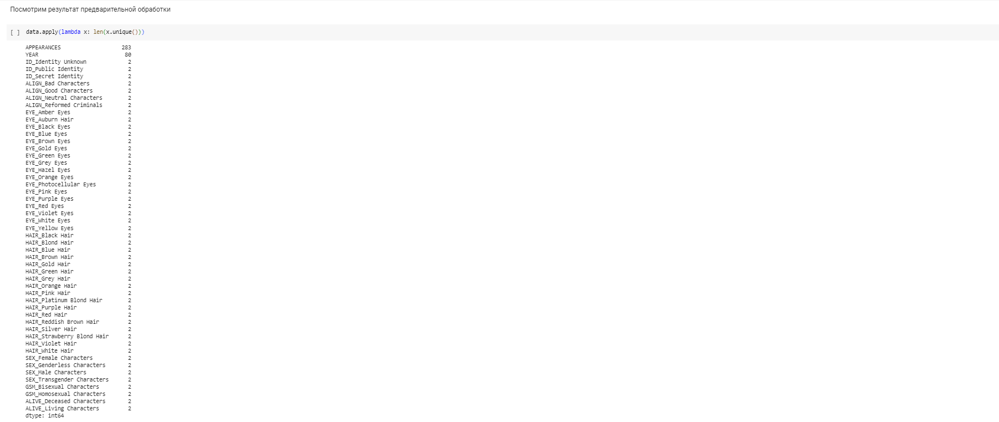 Посмотрим результат предварительной обработки
[ ] data.apply(lambda x: len(x.unique()))
APPEARANCES 283
YEAR 80
ID_Identity Unknown 2
ID_Public Identity 2
ID_Secret Identity 2
ALIGN_Bad Characters 2
ALIGN_Good Characters 2
ALIGN_Neutral Characters 2
ALIGN_Reformed Criminals 2
EYE_Amber Eyes 2
EYE_Auburn Hair 2
EYE_Black Eyes 2
EYE_Blue Eyes 2
EYE_Brown Eyes 2
EYE_Gold Eyes 2
EYE_Green Eyes 2
EYE_Grey Eyes 2
EYE_Hazel Eyes 2
EYE_Orange Eyes 2
EYE_Photocellular Eyes 2
EYE_Pink Eyes 2
EYE_Purple Eyes 2
EYE_Red Eyes 2
EYE_Violet Eyes 2
EYE_White Eyes 2
EYE_Yellow Eyes 2
HAIR_Black Hair 2
HAIR_Blond Hair 2
HAIR_Blue Hair 2
HAIR_Brown Hair 2
HAIR_Gold Hair 2
HAIR_Green Hair 2
HAIR_Grey Hair 2
HAIR_Orange Hair 2
HAIR_Pink Hair 2
HAIR_Platinum Blond Hair 2
HAIR_Purple Hair 2
HAIR_Red Hair 2
HAIR_Reddish Brown Hair 2
HAIR_Silver Hair 2
HAIR_Strawberry Blond Hair 2
HAIR_Violet Hair 2
HAIR_White Hair 2
SEX_Female Characters 2
SEX_Genderless Characters 2
SEX_Male Characters 2
SEX_Transgender Characters 2
GSM_Bisexual Characters 2
GSM_Homosexual Characters 2
ALIVE_Deceased Characters 2
ALIVE_Living Characters 2
dtype: int64